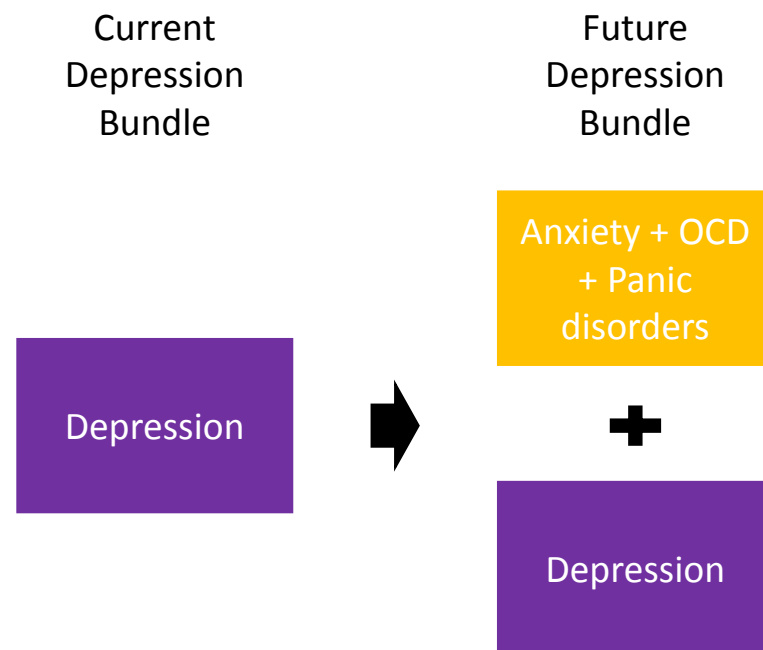 Current
Depression
Bundle
Future
Depression
Bundle
Anxiety + OCD
+ Panic
disorders
Depression
Depression